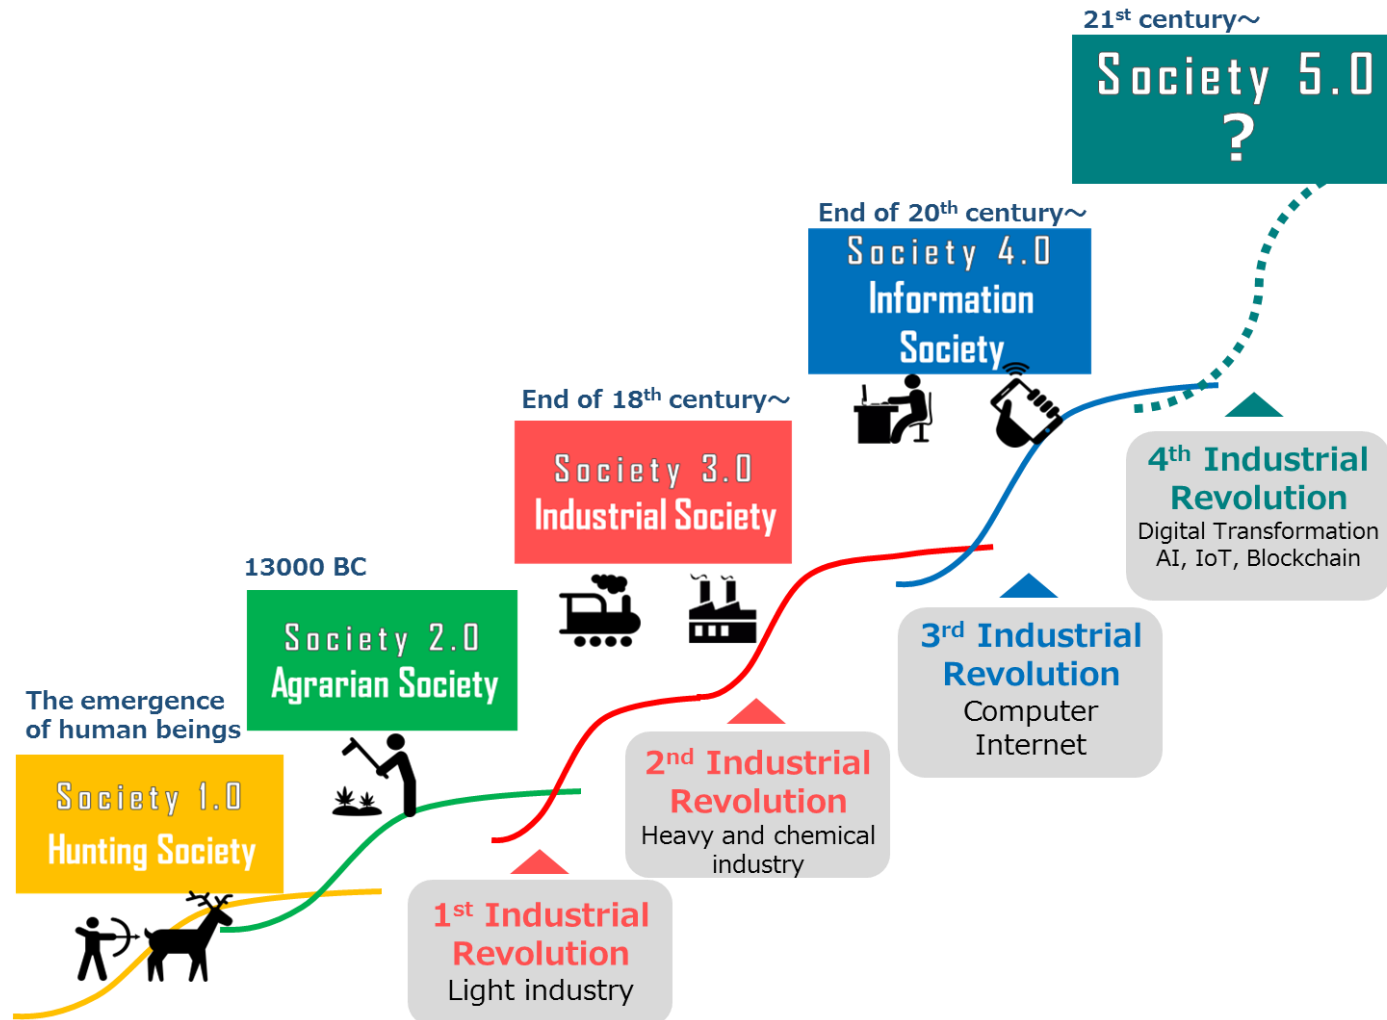 21st century～
Society 5.0
?
End of 20th century～
Society 4.0
Information
Society
End of 18th century～
Society 3.0
Industrial Society
13000 BC
Society 2.0
Agrarian Society
The emergence
of human beings
Society 1.0
Hunting Society
1st Industrial
Revolution
Light industry
2nd Industrial
Revolution
Heavy and chemical
industry
3rd Industrial
Revolution
Computer
Internet
4th Industrial
Revolution
Digital Transformation
AI, IoT, Blockchain